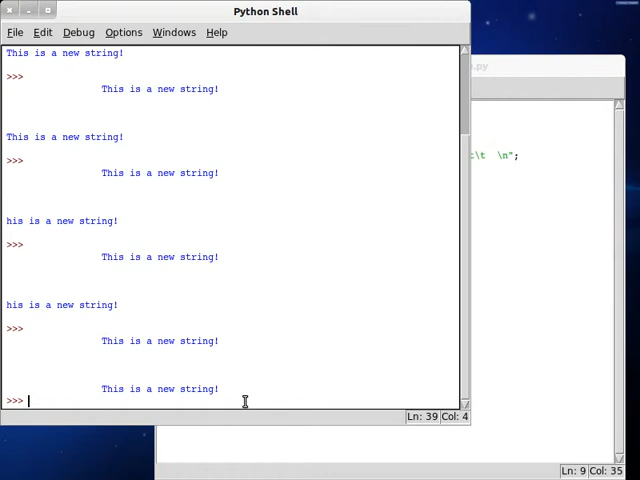 Python Shell
File Edit Debug Options Windows Help
This is a new string!
>>>
This is a new string!
This is a new string!
>>>
This is a new string!
his is a new string!
>>>
This is a new string!
his is a new string!
>>>
This is a new string!
This is a new string!
>>>
Ln: 39 Col: 4
.py
\t \n";
Ln: 9 Col: 35